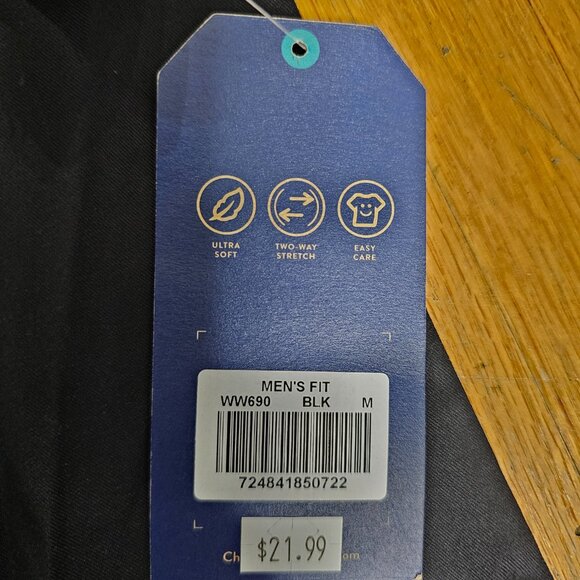 ULTRA SOFT
TWO-WAY STRETCH
EASY CARE
MEN'S FIT
WW690 BLK M
724841850722
$21.99